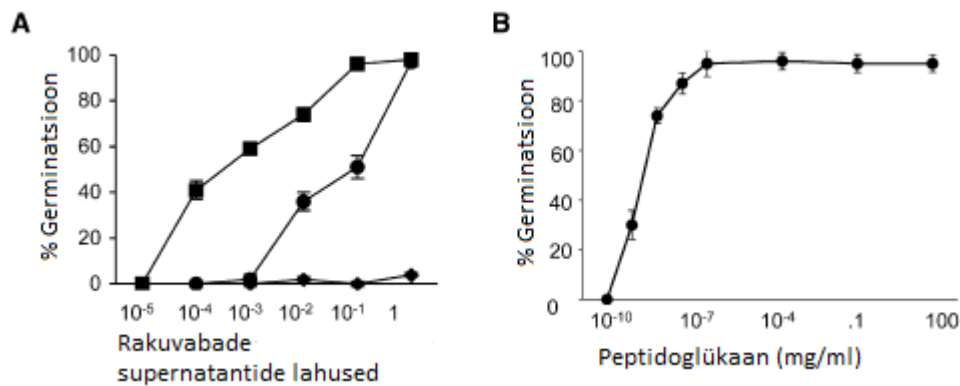 A
% Germinatsioon
100
80
60
40
20
0
10-5 10-4 10-3 10-2 10-1 1
Rakuvabade
supernatantide lahused
B
% Germinatsioon
100
80
60
40
20
0
10-10 10-7 10-4 .1 100
Peptidoglükaan (mg/ml)